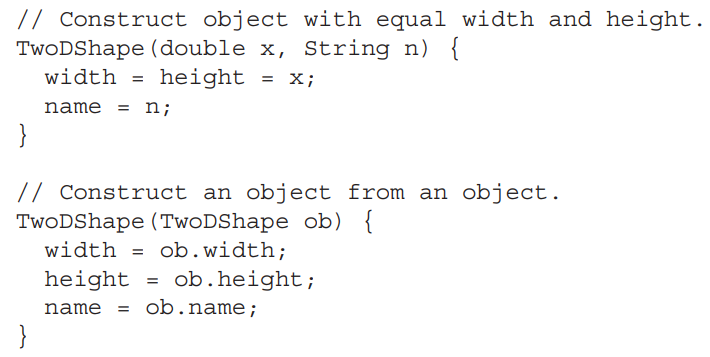 // Construct object with equal width and height.
TwoDShape(double x, String n) {
  width = height = x;
  name = n;
}

// Construct an object from an object.
TwoDShape(TwoDShape ob) {
  width = ob.width;
  height = ob.height;
  name = ob.name;
}